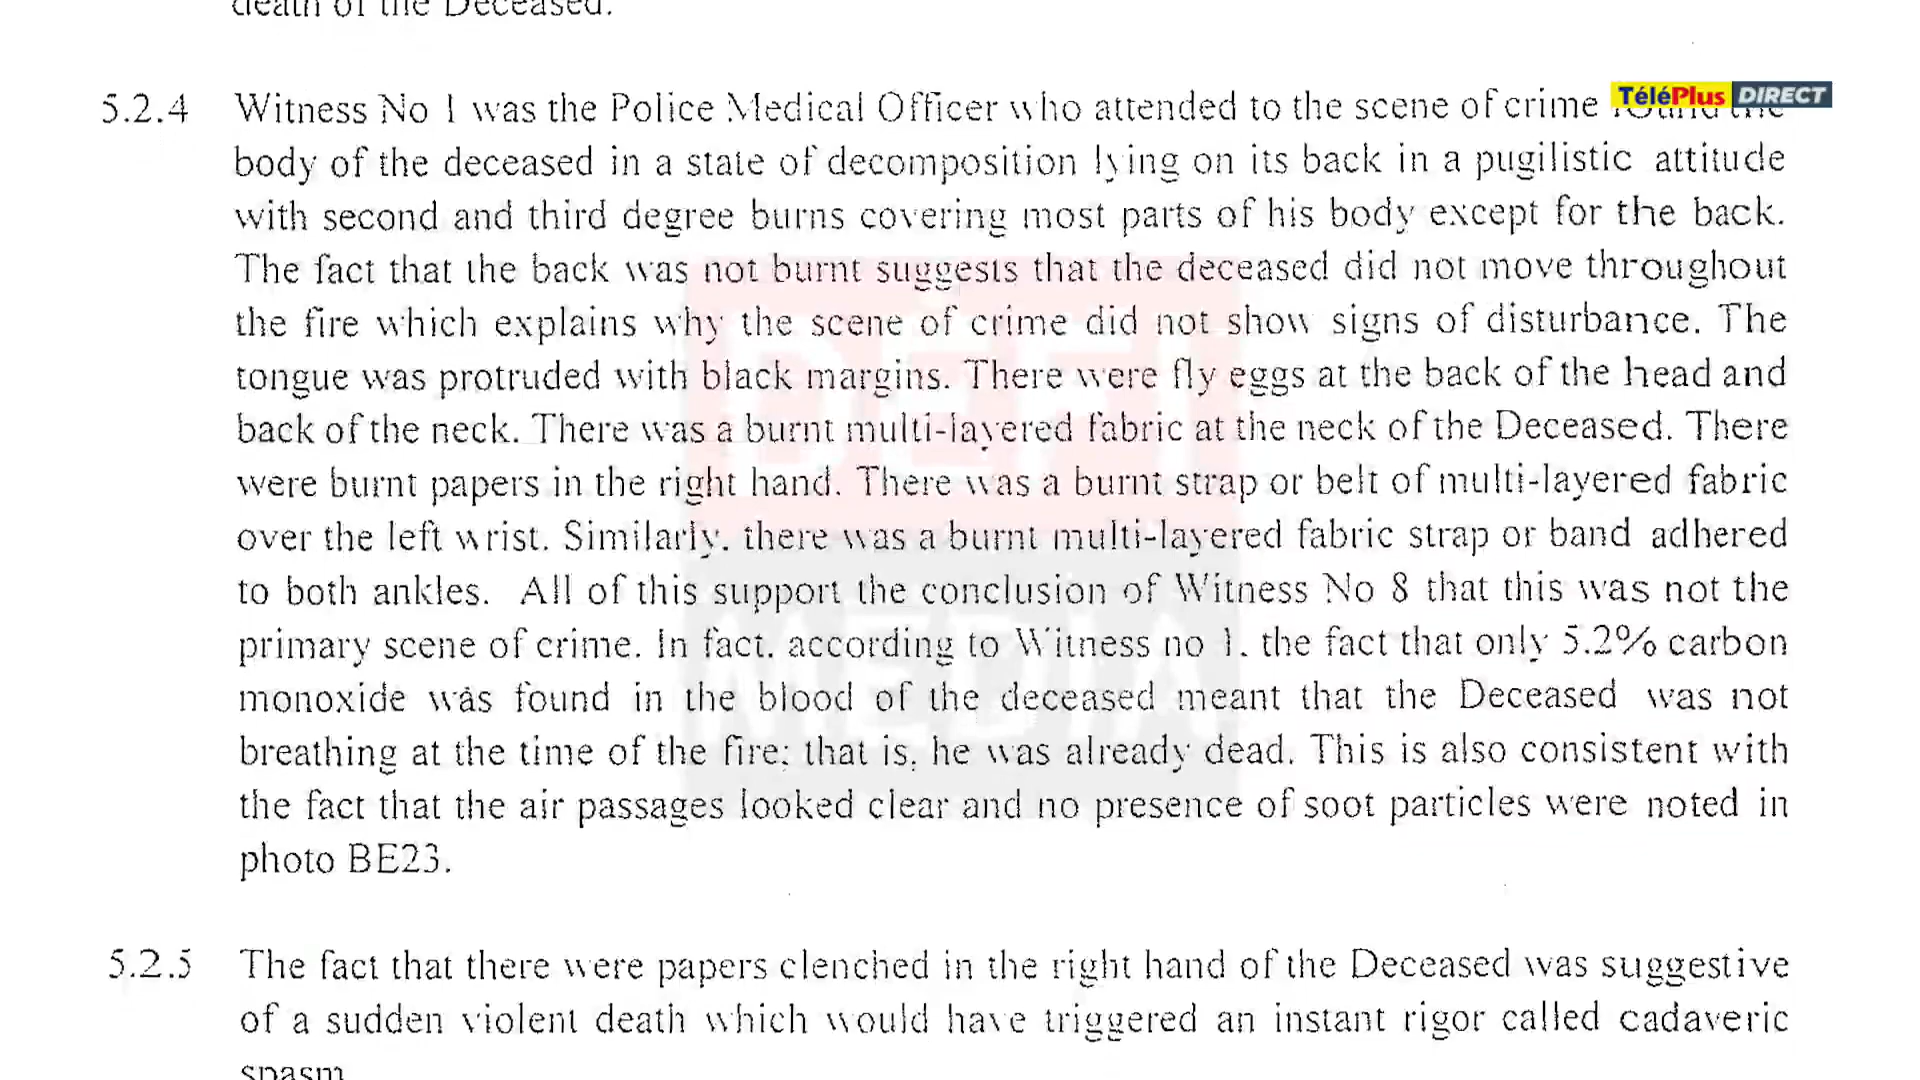 death of the Deceased.
TéléPlus DIRECT
5.2.4 Witness No 1 was the Police Medical Officer who attended to the scene of crime found the
body of the deceased in a state of decomposition lying on its back in a pugilistic attitude
with second and third degree burns covering most parts of his body except for the back.
The fact that the back was not burnt suggests that the deceased did not move throughout
the fire which explains why the scene of crime did not show signs of disturbance. The
tongue was protruded with black margins. There were fly eggs at the back of the head and
back of the neck. There was a burnt multi-layered fabric at the neck of the Deceased. There
were burnt papers in the right hand. There was a burnt strap or belt of multi-layered fabric
over the left wrist. Similarly, there was a burnt multi-layered fabric strap or band adhered
to both ankles. All of this support the conclusion of Witness No 8 that this was not the
primary scene of crime. In fact, according to Witness no 1, the fact that only 5.2% carbon
monoxide was found in the blood of the deceased meant that the Deceased was not
breathing at the time of the fire; that is, he was already dead. This is also consistent with
the fact that the air passages looked clear and no presence of soot particles were noted in
photo BE23.
DEFI
MEDIA
5.2.5 The fact that there were papers clenched in the right hand of the Deceased was suggestive
of a sudden violent death which would have triggered an instant rigor called cadaveric
spasm